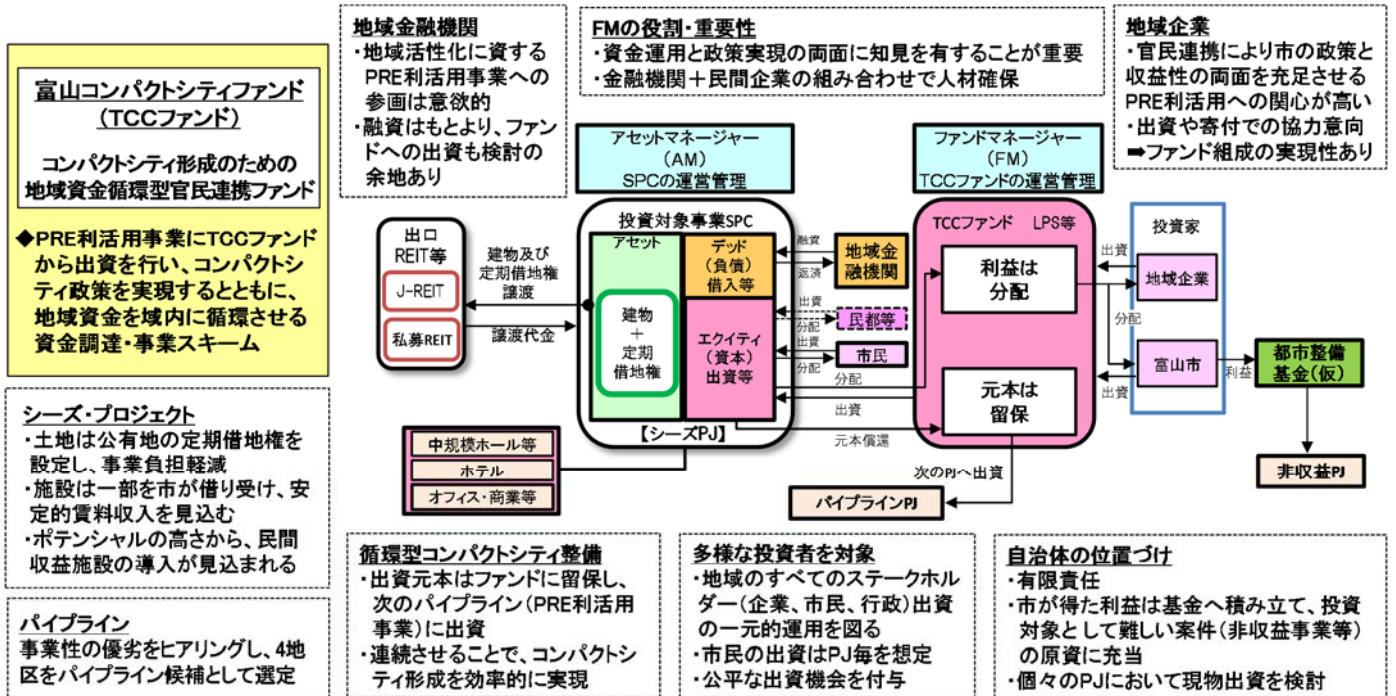 富山コンパクトシティファンド
(TCCファンド)
コンパクトシティ形成のための
地域資金循環型官民連携ファンド
◆PRE利活用事業にTCCファンド
から出資を行い、コンパクトシ
ティ政策を実現するとともに、
地域資金を域内に循環させる
資金調達・事業スキーム
シーズ・プロジェクト
・土地は公有地の定期借地権を
設定し、事業負担軽減
・施設は一部を市が借り受け、安
定的賃料収入を見込む
・ポテンシャルの高さから、民間
収益施設の導入が見込まれる
パイプライン
事業性の優劣をヒアリングし、4地
区をパイプライン候補として選定
地域金融機関
・地域活性化に資する
PRE利活用事業への
参画は意欲的
・融資はもとより、ファン
ドへの出資も検討の
余地あり
FMの役割・重要性
・資金運用と政策実現の両面に知見を有することが重要
・金融機関+民間企業の組み合わせで人材確保
地域企業
・官民連携により市の政策と
収益性の両面を充足させる
PRE利活用への関心が高い
・出資や寄付での協力意向
➡ファンド組成の実現性あり
アセットマネージャー
(AM)
SPCの運営管理
ファンドマネージャー
(FM)
TCCファンドの運営管理
出口
REIT等
J-REIT
私募REIT
建物及び
定期借地権
譲渡
譲渡代金
投資対象事業SPC
アセット
建物
+
定期
借地権
デッド
(負債)
借入等
エクイティ
(資本)
出資等
【シーズPJ】
融資
返済
地域金
融機関
出資
分配
民都等
出資
分配
市民
分配
出資
元本償還
TCCファンド LPS等
利益は
分配
元本は
留保
次のPJへ出資
パイプラインPJ
出資
分配
出資
投資家
地域企業
富山市
利益
都市整備
基金(仮)
非収益PJ
中規模ホール等
ホテル
オフィス・商業等
循環型コンパクトシティ整備
・出資元本はファンドに留保し、
次のパイプライン(PRE利活用
事業)に出資
・連続させることで、コンパクトシ
ティ形成を効率的に実現
多様な投資者を対象
・地域のすべてのステークホル
ダー(企業、市民、行政)出資
の一元的運用を図る
・市民の出資はPJ毎を想定
・公平な出資機会を付与
自治体の位置づけ
・有限責任
・市が得た利益は基金へ積み立て、投資
対象として難しい案件(非収益事業等)
の原資に充当
・個々のPJにおいて現物出資を検討